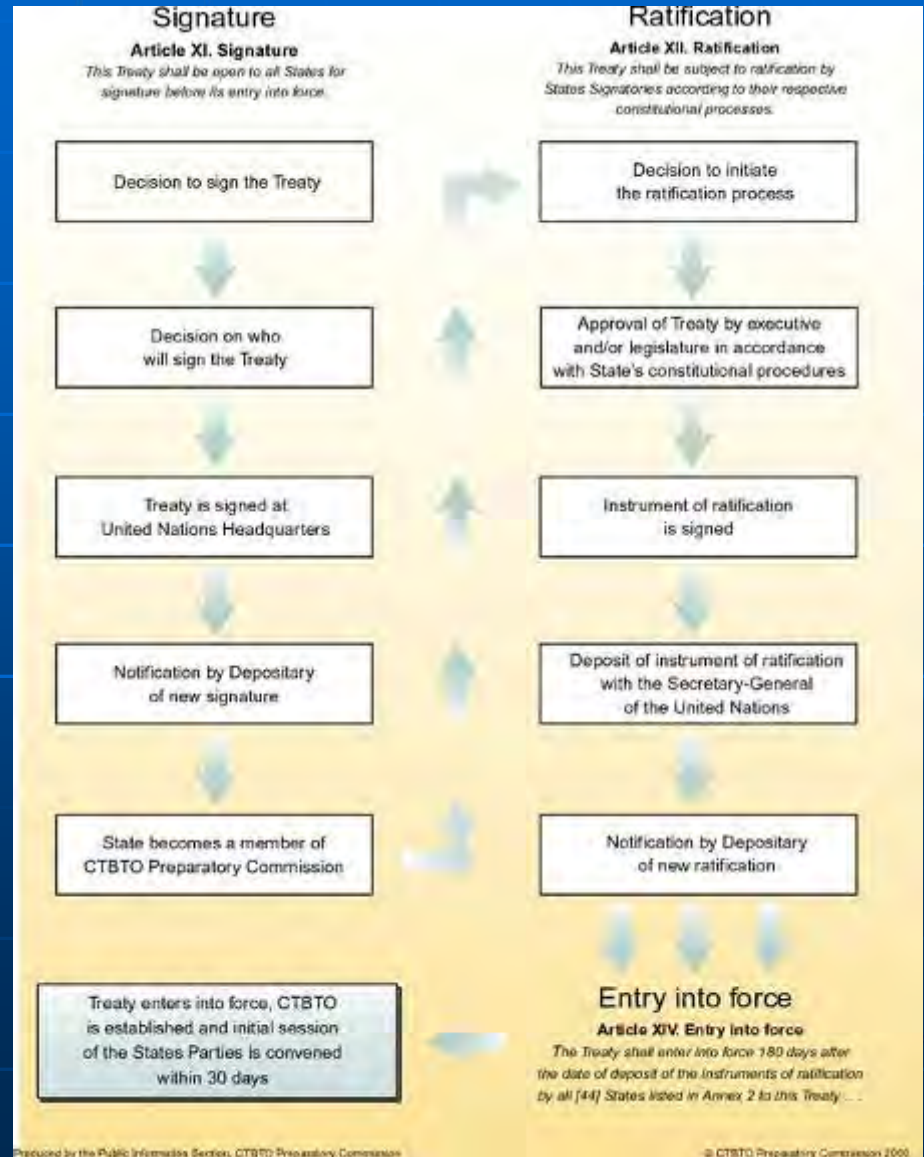 Signature
Article XI. Signature
This Treaty shall be open to all States for
signature before its entry into force.
Decision to sign the Treaty
Decision on who
will sign the Treaty
Treaty is signed at
United Nations Headquarters
Notification by Depositary
of new signature
State becomes a member of
CTBTO Preparatory Commission
Ratification
Article XII. Ratification
This Treaty shall be subject to ratification by
States Signatories according to their respective
constitutional processes.
Decision to initiate
the ratification process
Approval of Treaty by executive
and/or legislature in accordance
with State's constitutional procedures
Instrument of ratification
is signed
Deposit of instrument of ratification
with the Secretary-General
of the United Nations
Notification by Depositary
of new ratification
Entry into force
Article XIV. Entry into force
The Treaty shall enter into force 180 days after
the date of deposit of the instruments of ratification
by all [44] States listed in Annex 2 to this Treaty . . .
Treaty enters into force, CTBTO
is established and initial session
of the States Parties is convened
within 30 days
Produced by the Public Information Section, CTBTO Preparatory Commission
© CTBTO Preparatory Commission 2000